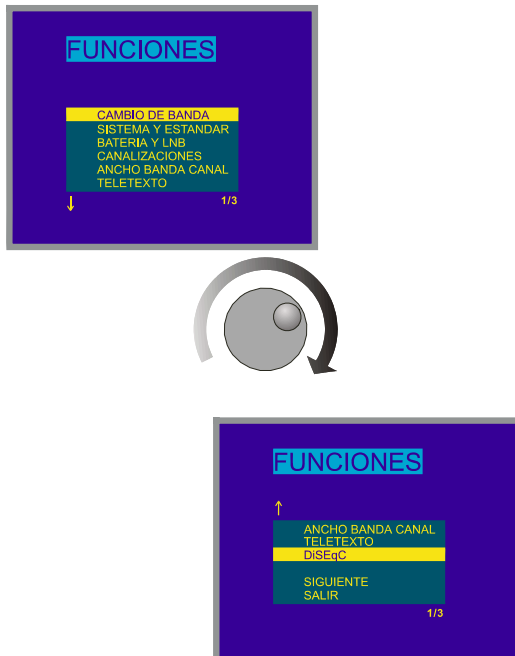 FUNCIONES
CAMBIO DE BANDA
SISTEMA Y ESTANDAR
BATERIA Y LNB
CANALIZACIONES
ANCHO BANDA CANAL
TELETEXTO
↓ 1/3
FUNCIONES
↑
ANCHO BANDA CANAL
TELETEXTO
DiSEqC
SIGUIENTE
SALIR
1/3